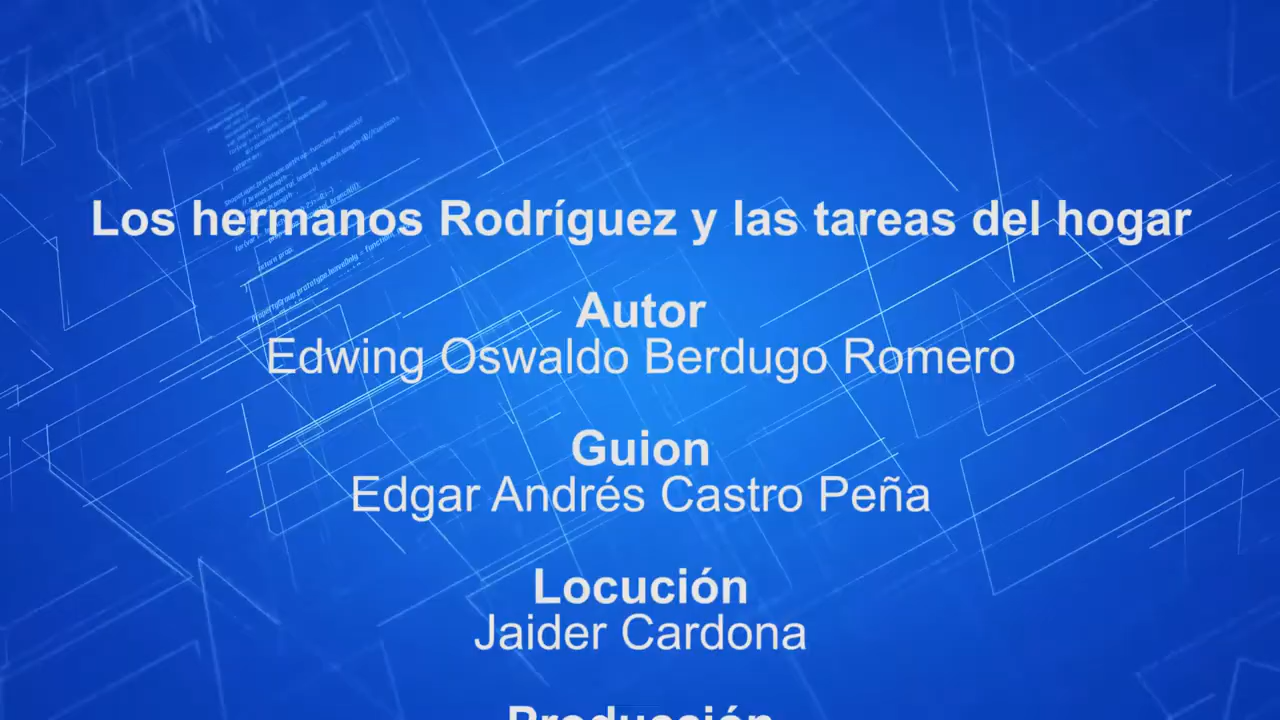 Los hermanos Rodríguez y las tareas del hogar
Autor
Edwing Oswaldo Berdugo Romero
Guion
Edgar Andrés Castro Peña
Locución
Jaider Cardona
Producción